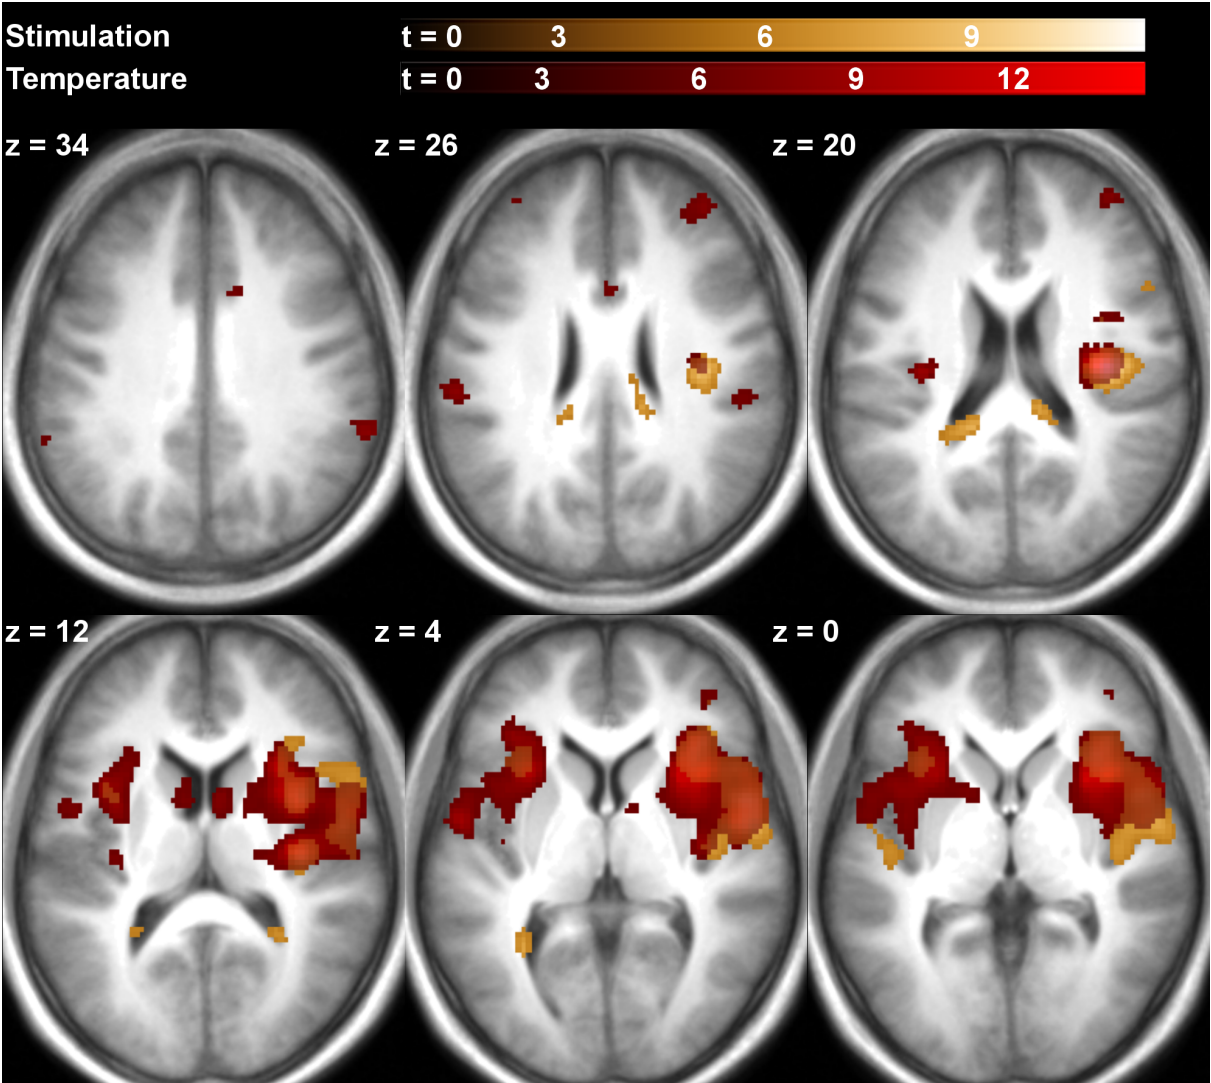 Stimulation t = 0 3 6 9
Temperature t = 0 3 6 9 12
z = 34 z = 26 z = 20
z = 12 z = 4 z = 0